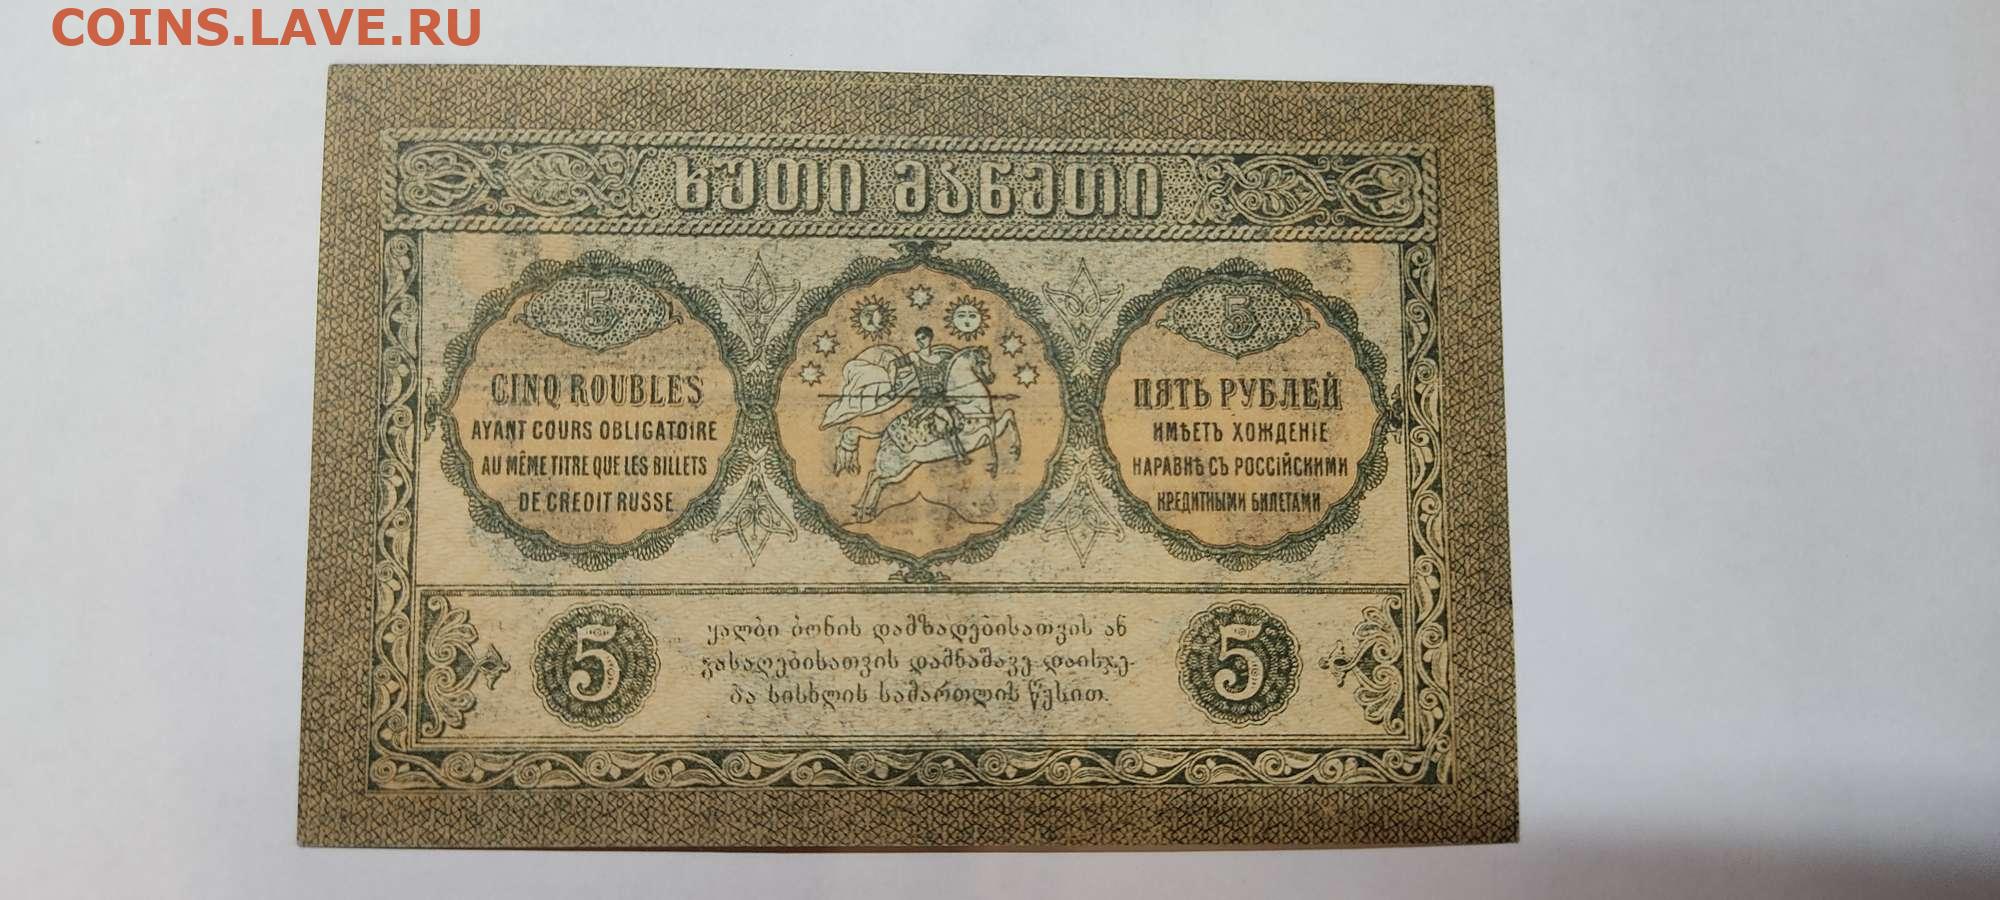 COINS.LAVE.RU
ხუთი მანეთი
5
CINQ ROUBLES
AYANT COURS OBLIGATOIRE
AU MÊME TITRE QUE LES BILLETS
DE CREDIT RUSSE
5
ПЯТЬ РУБЛЕЙ
ИМѢЕТЪ ХОЖДЕНІЕ
НАРАВНѢ СЪ РОССІЙСКИМИ
КРЕДИТНЫМИ БИЛЕТАМИ
5
ყალბი ბონის დამზადებისათვის ან
გასაღებისათვის დამნაშავე დაისჯე-
ბა სისხლის სამართლის წესით.
5